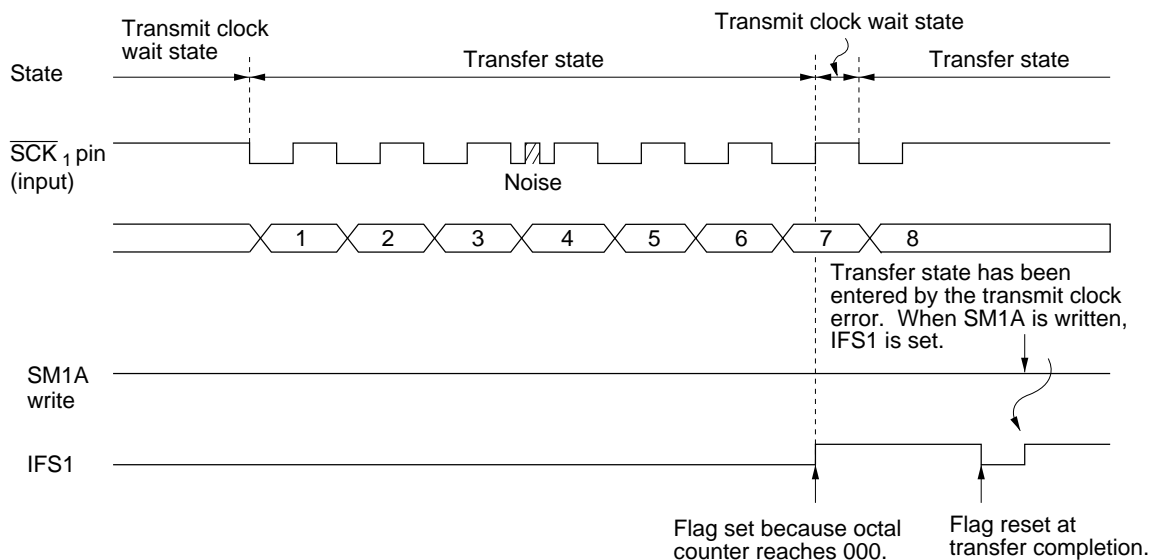 Transmit clock
wait state
Transmit clock wait state
State
Transfer state
Transfer state
SCK 1 pin
(input)
Noise
1 2 3 4 5 6 7 8
Transfer state has been
entered by the transmit clock
error. When SM1A is written,
IFS1 is set.
SM1A
write
IFS1
Flag set because octal
counter reaches 000.
Flag reset at
transfer completion.